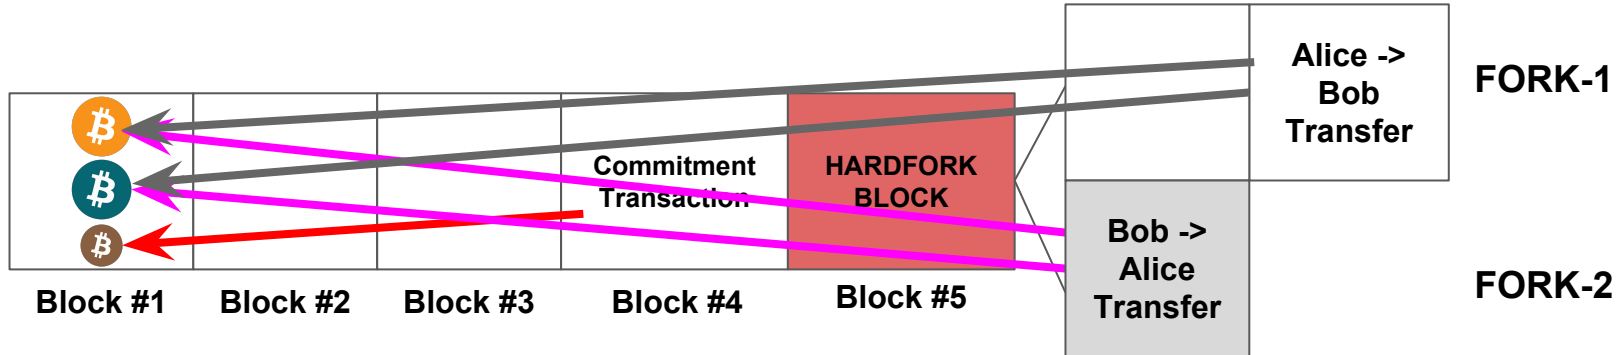 Alice ->
Bob
Transfer
FORK-1
Commitment
Transaction
HARDFORK
BLOCK
Bob ->
Alice
Transfer
FORK-2
Block #1
Block #2
Block #3
Block #4
Block #5